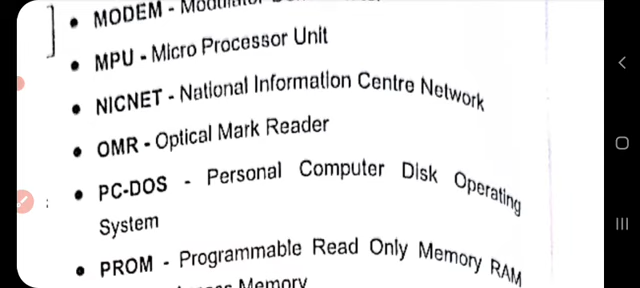 • MODEM - Modulator
• MPU - Micro Processor Unit
• NICNET - National Information Centre Network
• OMR - Optical Mark Reader
• PC-DOS - Personal Computer Disk Operating
System
• PROM - Programmable Read Only Memory RAM
Memory